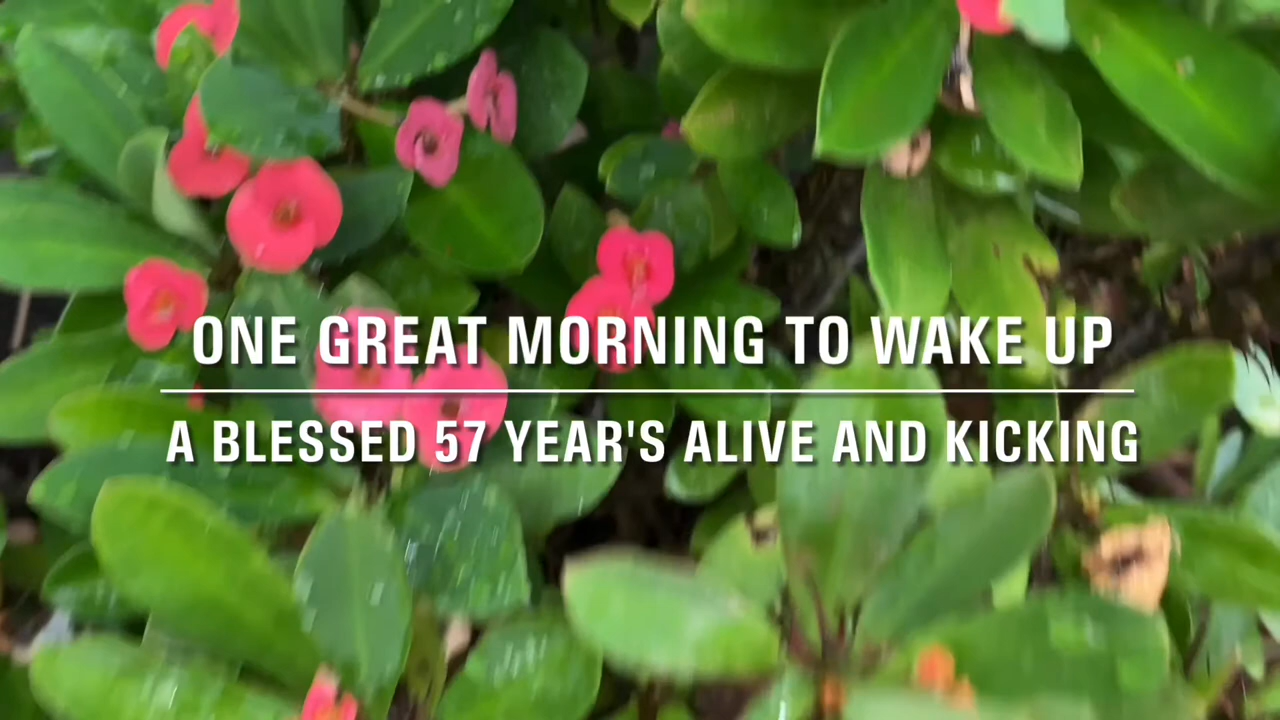 ONE GREAT MORNING TO WAKE UP
A BLESSED 57 YEAR'S ALIVE AND KICKING